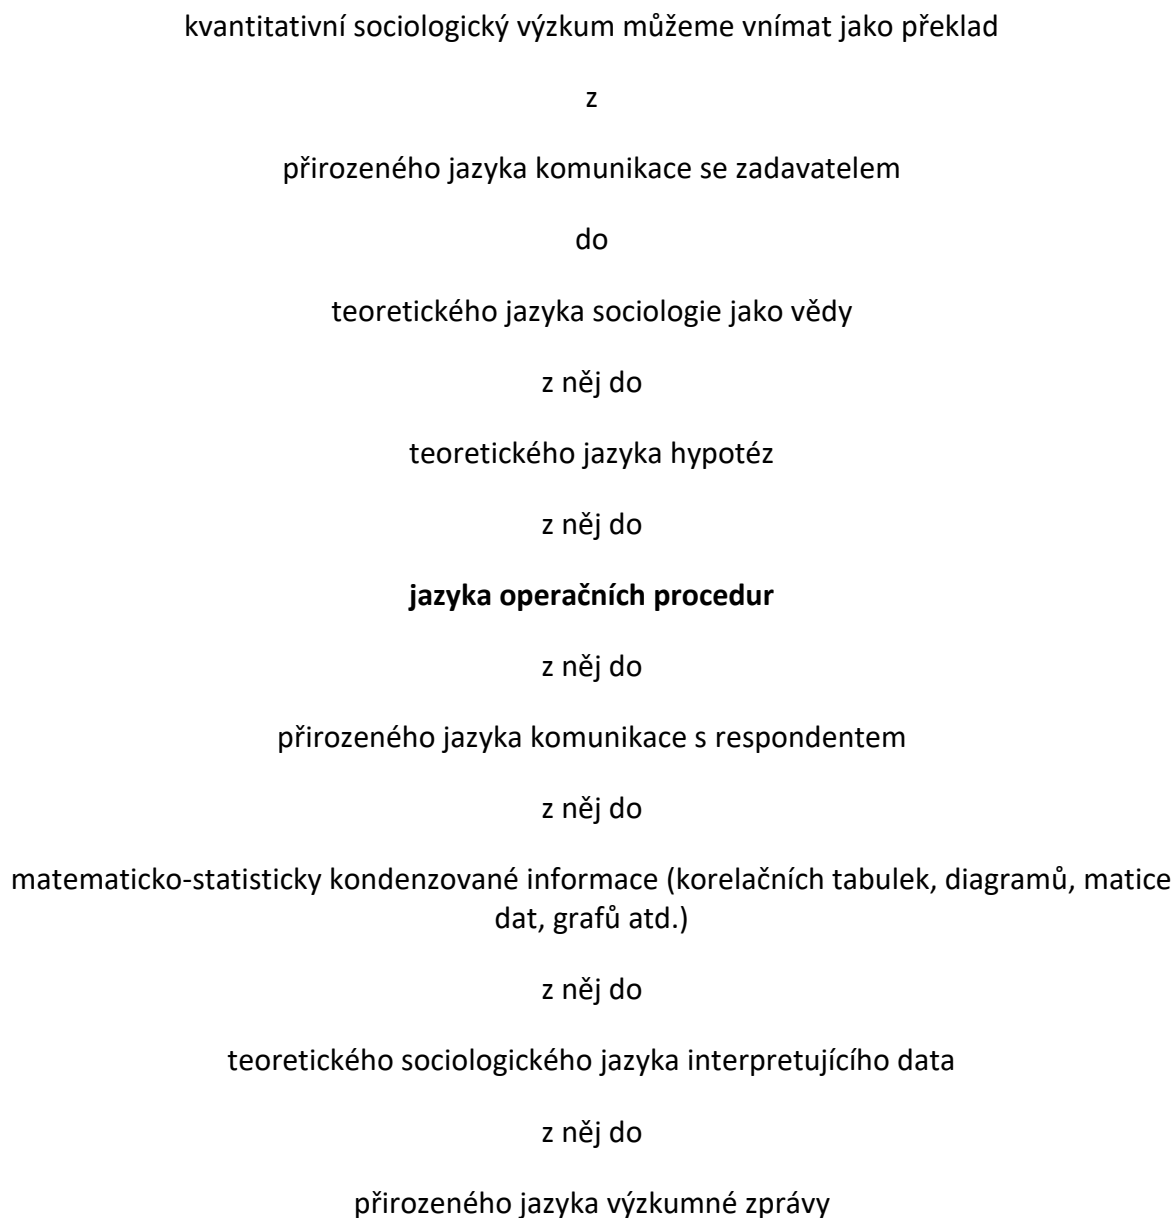 kvantitativní sociologický výzkum můžeme vnímat jako překlad
z
přirozeného jazyka komunikace se zadavatelem
do
teoretického jazyka sociologie jako vědy
z něj do
teoretického jazyka hypotéz
z něj do
jazyka operačních procedur
z něj do
přirozeného jazyka komunikace s respondentem
z něj do
matematicko-statisticky kondenzované informace (korelačních tabulek, diagramů, matice
dat, grafů atd.)
z něj do
teoretického sociologického jazyka interpretujícího data
z něj do
přirozeného jazyka výzkumné zprávy